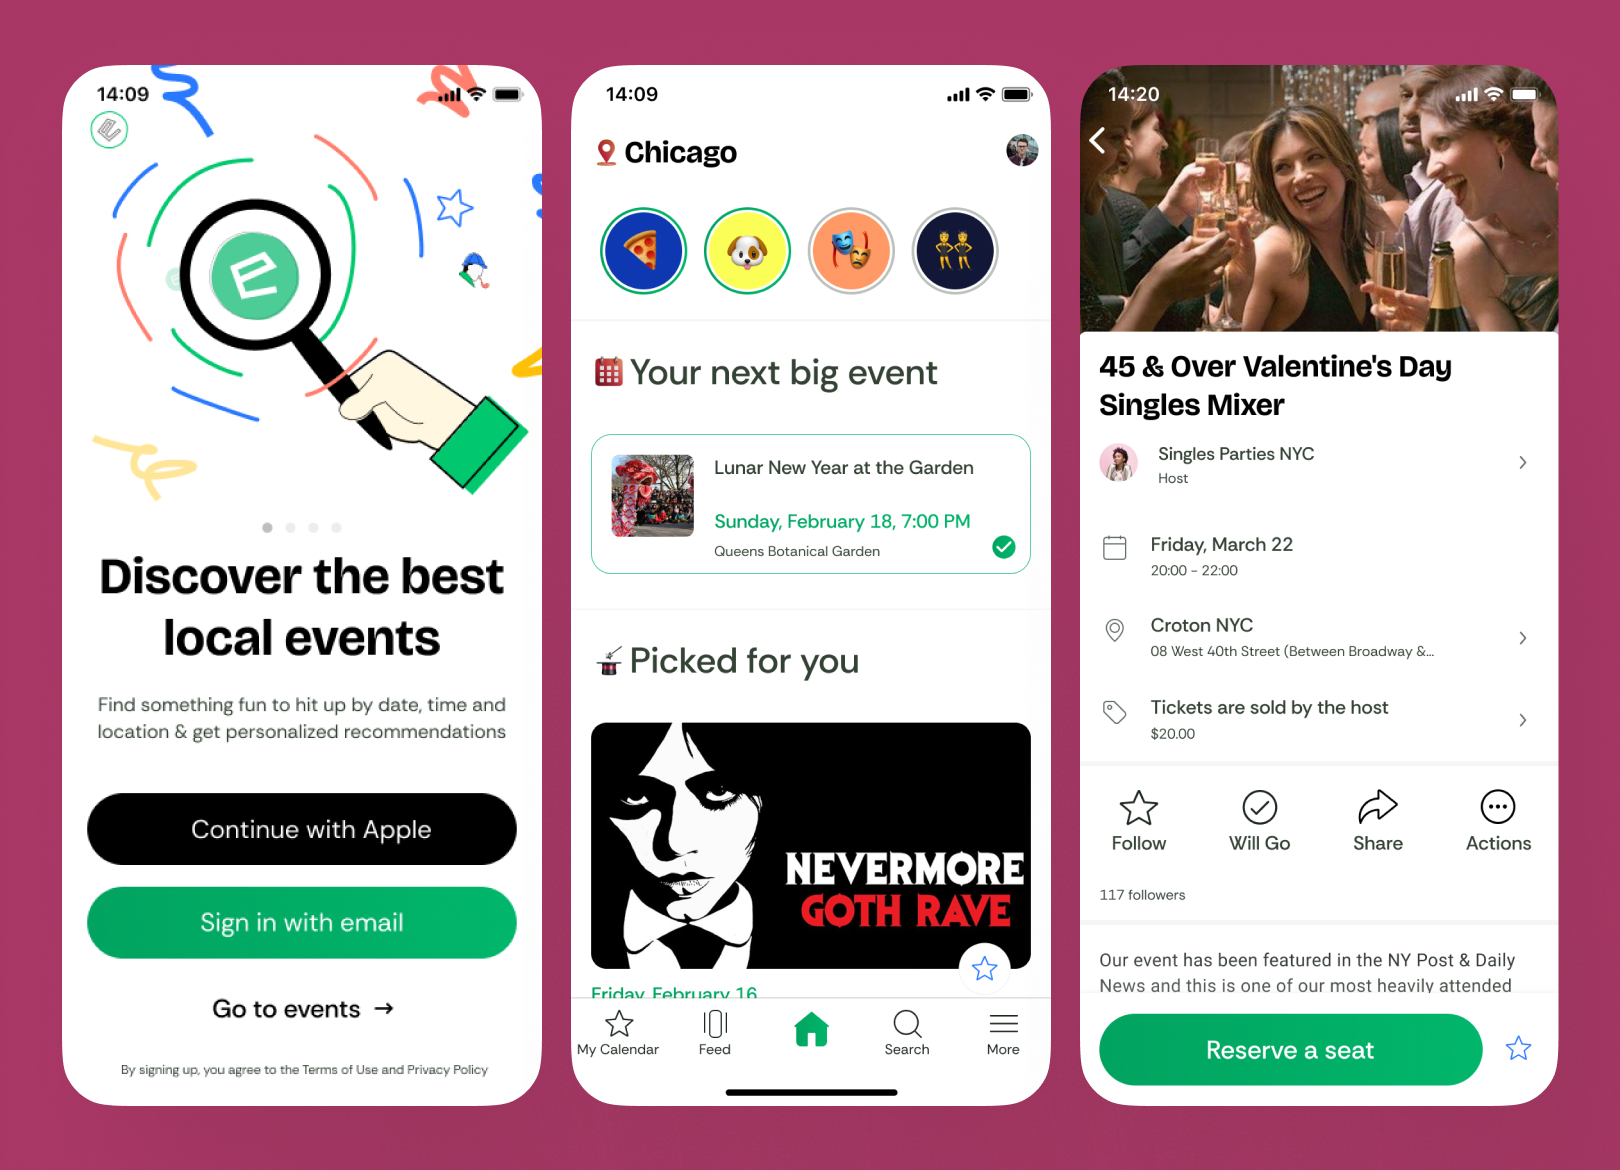 14:09
Discover the best
local events
Find something fun to hit up by date, time and
location & get personalized recommendations
Continue with Apple
Sign in with email
Go to events →
By signing up, you agree to the Terms of Use and Privacy Policy
14:09
Chicago
Your next big event
Lunar New Year at the Garden
Sunday, February 18, 7:00 PM
Queens Botanical Garden
Picked for you
NEVERMORE
GOTH RAVE
Friday, February 16
My Calendar
Feed
Search
More
14:20
45 & Over Valentine's Day
Singles Mixer
Singles Parties NYC
Host
Friday, March 22
20:00 - 22:00
Croton NYC
08 West 40th Street (Between Broadway &...
Tickets are sold by the host
$20.00
Follow
Will Go
Share
Actions
117 followers
Our event has been featured in the NY Post & Daily
News and this is one of our most heavily attended
Reserve a seat